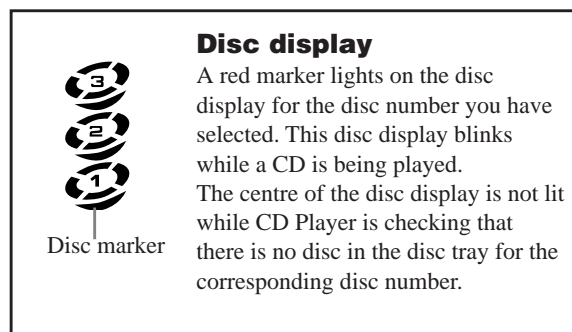 Disc display
A red marker lights on the disc
display for the disc number you have
selected. This disc display blinks
while a CD is being played.
The centre of the disc display is not lit
while CD Player is checking that
there is no disc in the disc tray for the
corresponding disc number.
3
2
1
Disc marker